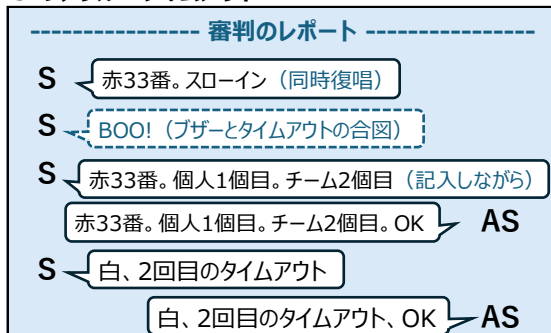 ---------------- 審判のレポート ----------------
S 赤33番。スローイン（同時復唱）
S BOO!（ブザーとタイムアウトの合図）
S 赤33番。個人1個目。チーム2個目（記入しながら）
赤33番。個人1個目。チーム2個目。OK AS
S 白、2回目のタイムアウト
白、2回目のタイムアウト、OK AS